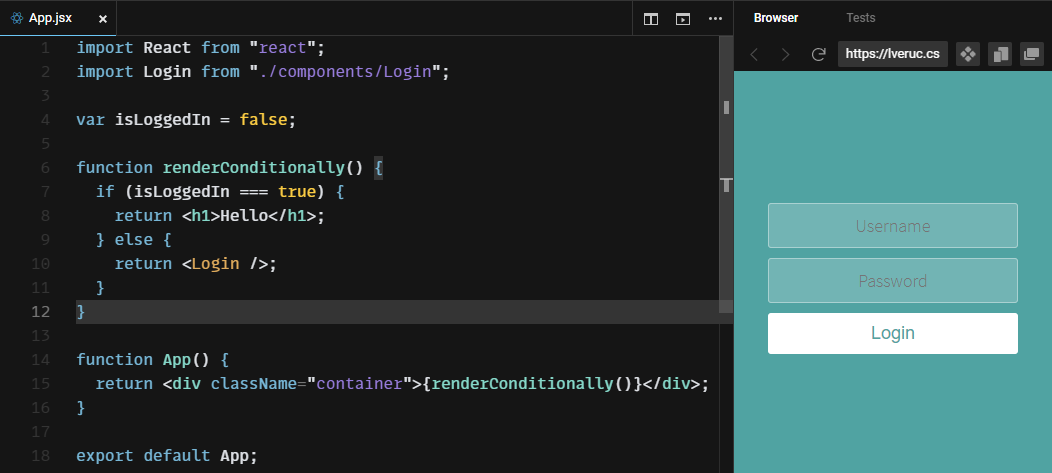 App.jsx ×
Browser Tests
https://lveruc.cs
1 import React from "react";
2 import Login from "./components/Login";
3
4 var isLoggedIn = false;
5
6 function renderConditionally() {
7   if (isLoggedIn === true) {
8     return <h1>Hello</h1>;
9   } else {
10     return <Login />;
11   }
12 }
13
14 function App() {
15   return <div className="container">{renderConditionally()}</div>;
16 }
17
18 export default App;
Username
Password
Login